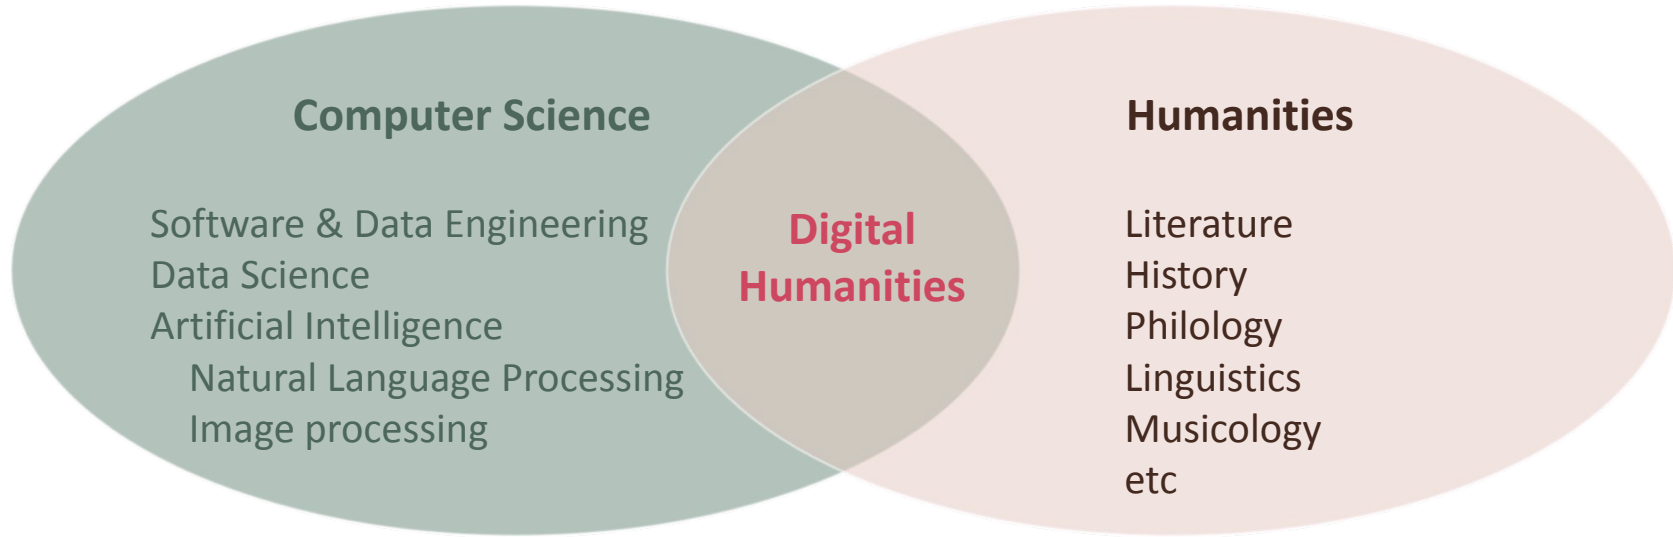 Computer Science
Software & Data Engineering
Data Science
Artificial Intelligence
Natural Language Processing
Image processing
Digital
Humanities
Humanities
Literature
History
Philology
Linguistics
Musicology
etc